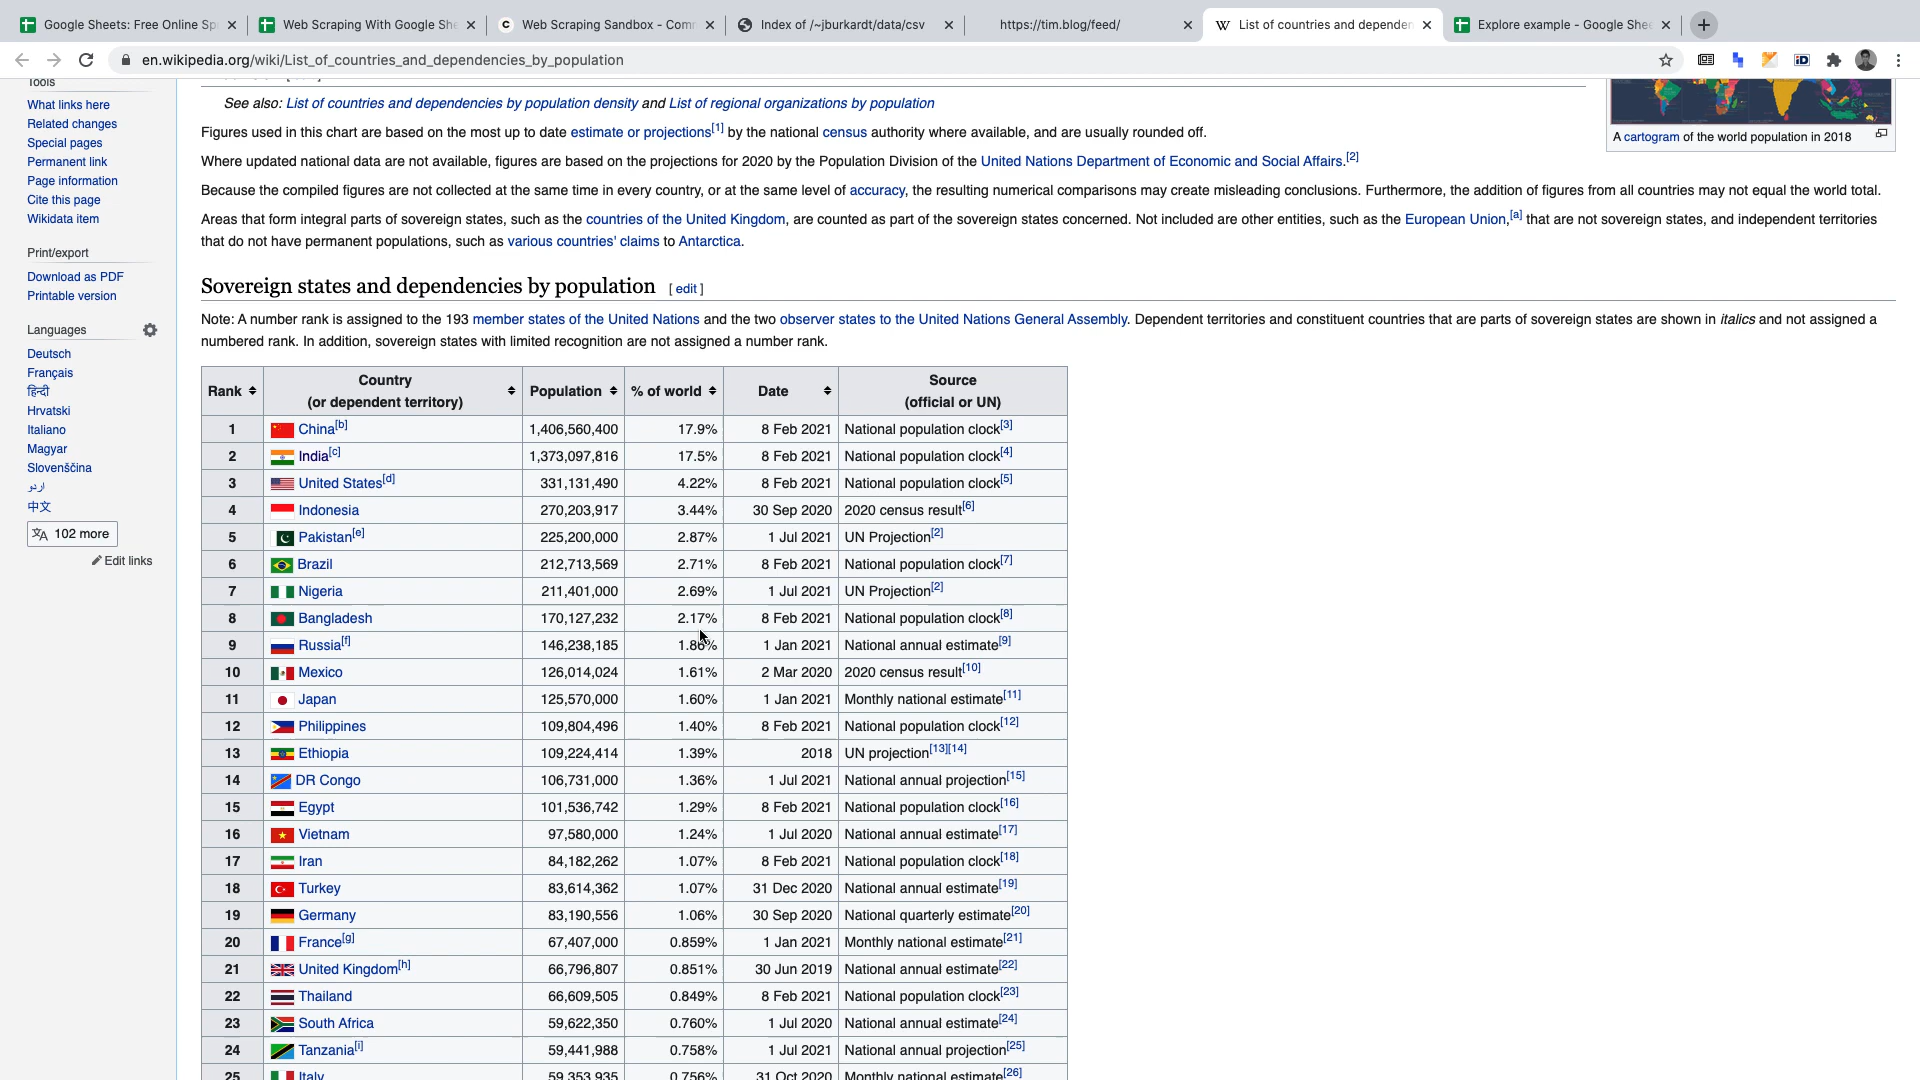 Google Sheets: Free Online Sp
Web Scraping With Google She
Web Scraping Sandbox - Comm
Index of /~jburkardt/data/csv
https://tim.blog/feed/
List of countries and dependen
Explore example - Google Shee
en.wikipedia.org/wiki/List_of_countries_and_dependencies_by_population
Tools
What links here
Related changes
Special pages
Permanent link
Page information
Cite this page
Wikidata item
Print/export
Download as PDF
Printable version
Languages
Deutsch
Français
हिन्दी
Hrvatski
Italiano
Magyar
Slovenščina
اردو
中文
102 more
Edit links
See also: List of countries and dependencies by population density and List of regional organizations by population
Figures used in this chart are based on the most up to date estimate or projections[1] by the national census authority where available, and are usually rounded off.
Where updated national data are not available, figures are based on the projections for 2020 by the Population Division of the United Nations Department of Economic and Social Affairs.[2]
Because the compiled figures are not collected at the same time in every country, or at the same level of accuracy, the resulting numerical comparisons may create misleading conclusions. Furthermore, the addition of figures from all countries may not equal the world total.
Areas that form integral parts of sovereign states, such as the countries of the United Kingdom, are counted as part of the sovereign states concerned. Not included are other entities, such as the European Union,[a] that are not sovereign states, and independent territories
that do not have permanent populations, such as various countries' claims to Antarctica.
A cartogram of the world population in 2018
Sovereign states and dependencies by population [ edit ]
Note: A number rank is assigned to the 193 member states of the United Nations and the two observer states to the United Nations General Assembly. Dependent territories and constituent countries that are parts of sovereign states are shown in italics and not assigned a
numbered rank. In addition, sovereign states with limited recognition are not assigned a number rank.
Rank Country (or dependent territory) Population % of world Date Source (official or UN)
1 China[b] 1,406,560,400 17.9% 8 Feb 2021 National population clock[3]
2 India[c] 1,373,097,816 17.5% 8 Feb 2021 National population clock[4]
3 United States[d] 331,131,490 4.22% 8 Feb 2021 National population clock[5]
4 Indonesia 270,203,917 3.44% 30 Sep 2020 2020 census result[6]
5 Pakistan[e] 225,200,000 2.87% 1 Jul 2021 UN Projection[2]
6 Brazil 212,713,569 2.71% 8 Feb 2021 National population clock[7]
7 Nigeria 211,401,000 2.69% 1 Jul 2021 UN Projection[2]
8 Bangladesh 170,127,232 2.17% 8 Feb 2021 National population clock[8]
9 Russia[f] 146,238,185 1.86% 1 Jan 2021 National annual estimate[9]
10 Mexico 126,014,024 1.61% 2 Mar 2020 2020 census result[10]
11 Japan 125,570,000 1.60% 1 Jan 2021 Monthly national estimate[11]
12 Philippines 109,804,496 1.40% 8 Feb 2021 National population clock[12]
13 Ethiopia 109,224,414 1.39% 2018 UN projection[13][14]
14 DR Congo 106,731,000 1.36% 1 Jul 2021 National annual projection[15]
15 Egypt 101,536,742 1.29% 8 Feb 2021 National population clock[16]
16 Vietnam 97,580,000 1.24% 1 Jul 2020 National annual estimate[17]
17 Iran 84,182,262 1.07% 8 Feb 2021 National population clock[18]
18 Turkey 83,614,362 1.07% 31 Dec 2020 National annual estimate[19]
19 Germany 83,190,556 1.06% 30 Sep 2020 National quarterly estimate[20]
20 France[g] 67,407,000 0.859% 1 Jan 2021 Monthly national estimate[21]
21 United Kingdom[h] 66,796,807 0.851% 30 Jun 2019 National annual estimate[22]
22 Thailand 66,609,505 0.849% 8 Feb 2021 National population clock[23]
23 South Africa 59,622,350 0.760% 1 Jul 2020 National annual estimate[24]
24 Tanzania[i] 59,441,988 0.758% 1 Jul 2021 National annual projection[25]
25 Italy 59,353,935 0.756% 31 Oct 2020 Monthly national estimate[26]